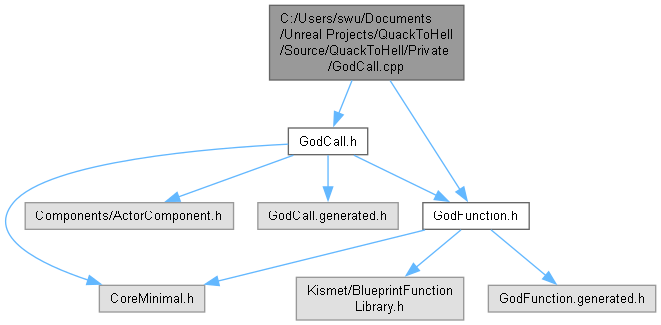 C:/Users/swu/Documents
/Unreal Projects/QuackToHell
/Source/QuackToHell/Private
/GodCall.cpp
GodCall.h
Components/ActorComponent.h
GodCall.generated.h
GodFunction.h
CoreMinimal.h
Kismet/BlueprintFunction
Library.h
GodFunction.generated.h